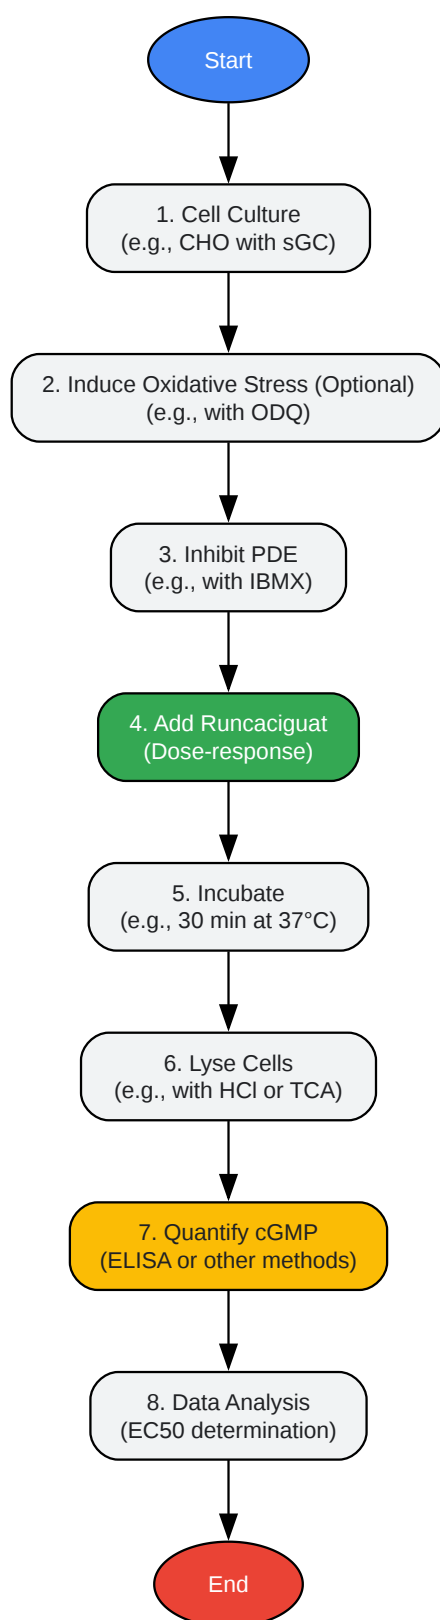 Start
1. Cell Culture
(e.g., CHO with sGC)
2. Induce Oxidative Stress (Optional)
(e.g., with ODQ)
3. Inhibit PDE
(e.g., with IBMX)
4. Add Runcaciguat
(Dose-response)
5. Incubate
(e.g., 30 min at 37°C)
6. Lyse Cells
(e.g., with HCl or TCA)
7. Quantify cGMP
(ELISA or other methods)
8. Data Analysis
(EC50 determination)
End